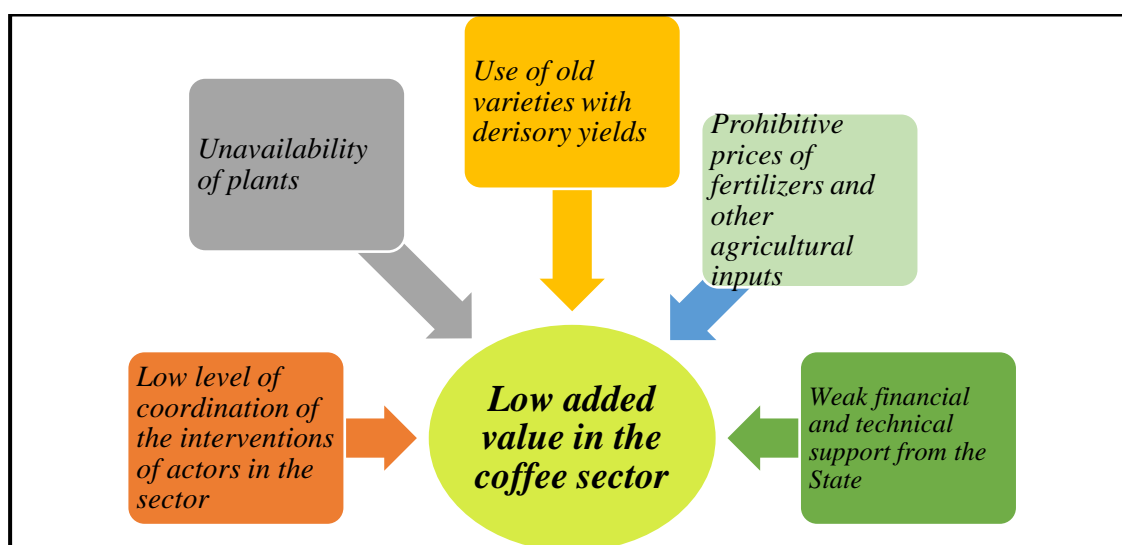 Use of old
varieties with
derisory yields
Unavailability
of plants
Prohibitive
prices of
fertilizers and
other
agricultural
inputs
Low level of
coordination of
the interventions
of actors in the
sector
Low added
value in the
coffee sector
Weak financial
and technical
support from the
State